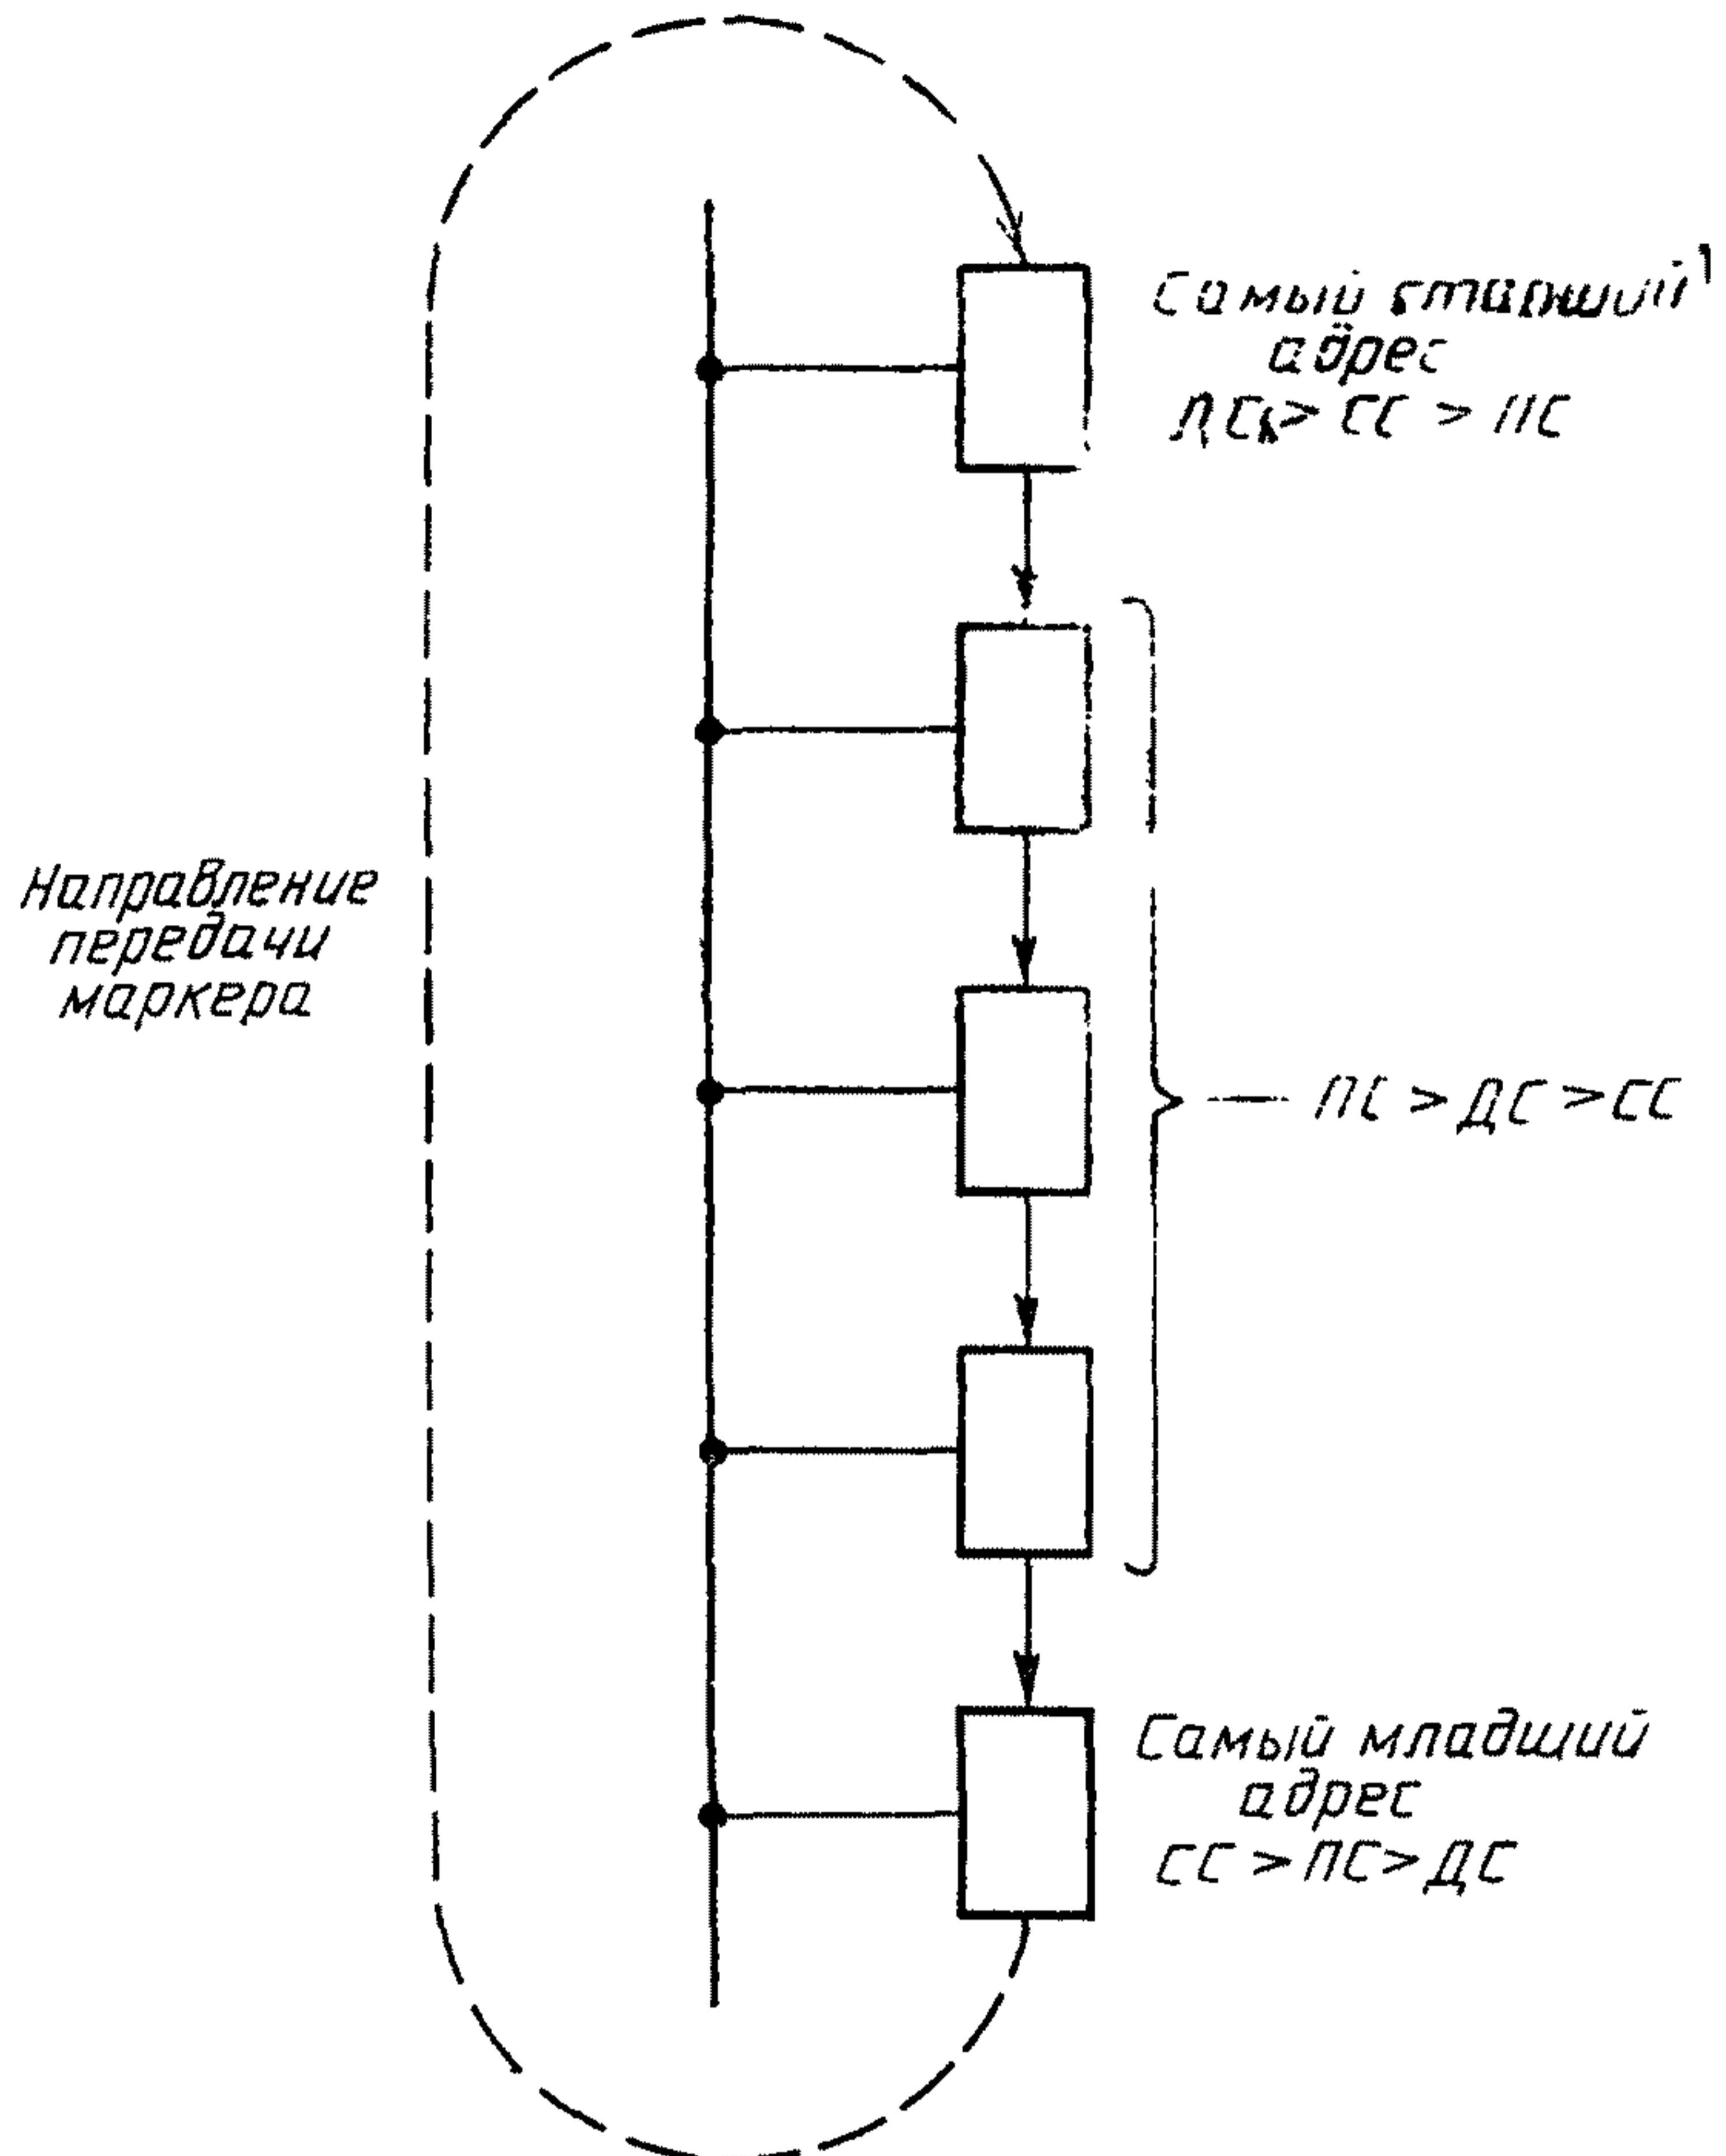 Самый старший
адрес
ДС > СС > ПС
Направление
передачи
маркера
ПС > ДС > СС
Самый младший
адрес
СС > ПС > ДС